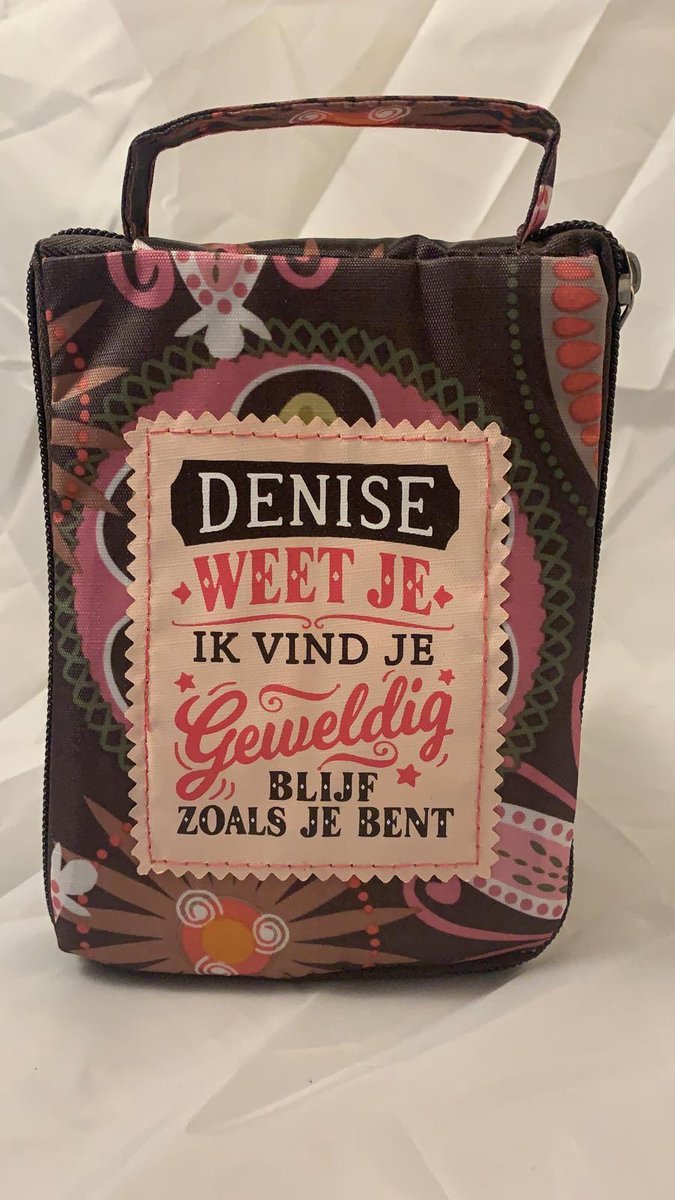 DENISE
WEET JE
IK VIND JE
Geweldig
BLIJF
ZOALS JE BENT